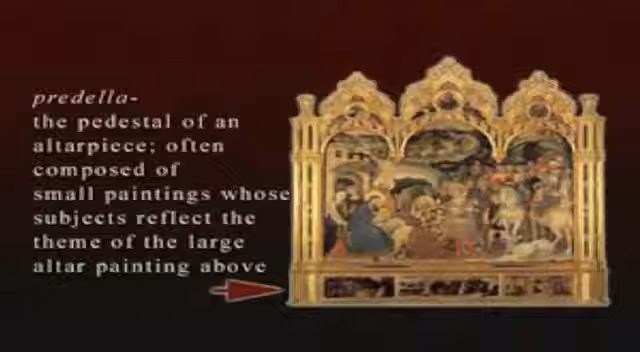 predella-
the pedestal of an
altarpiece; often
composed of
small paintings whose
subjects reflect the
theme of the large
altar painting above